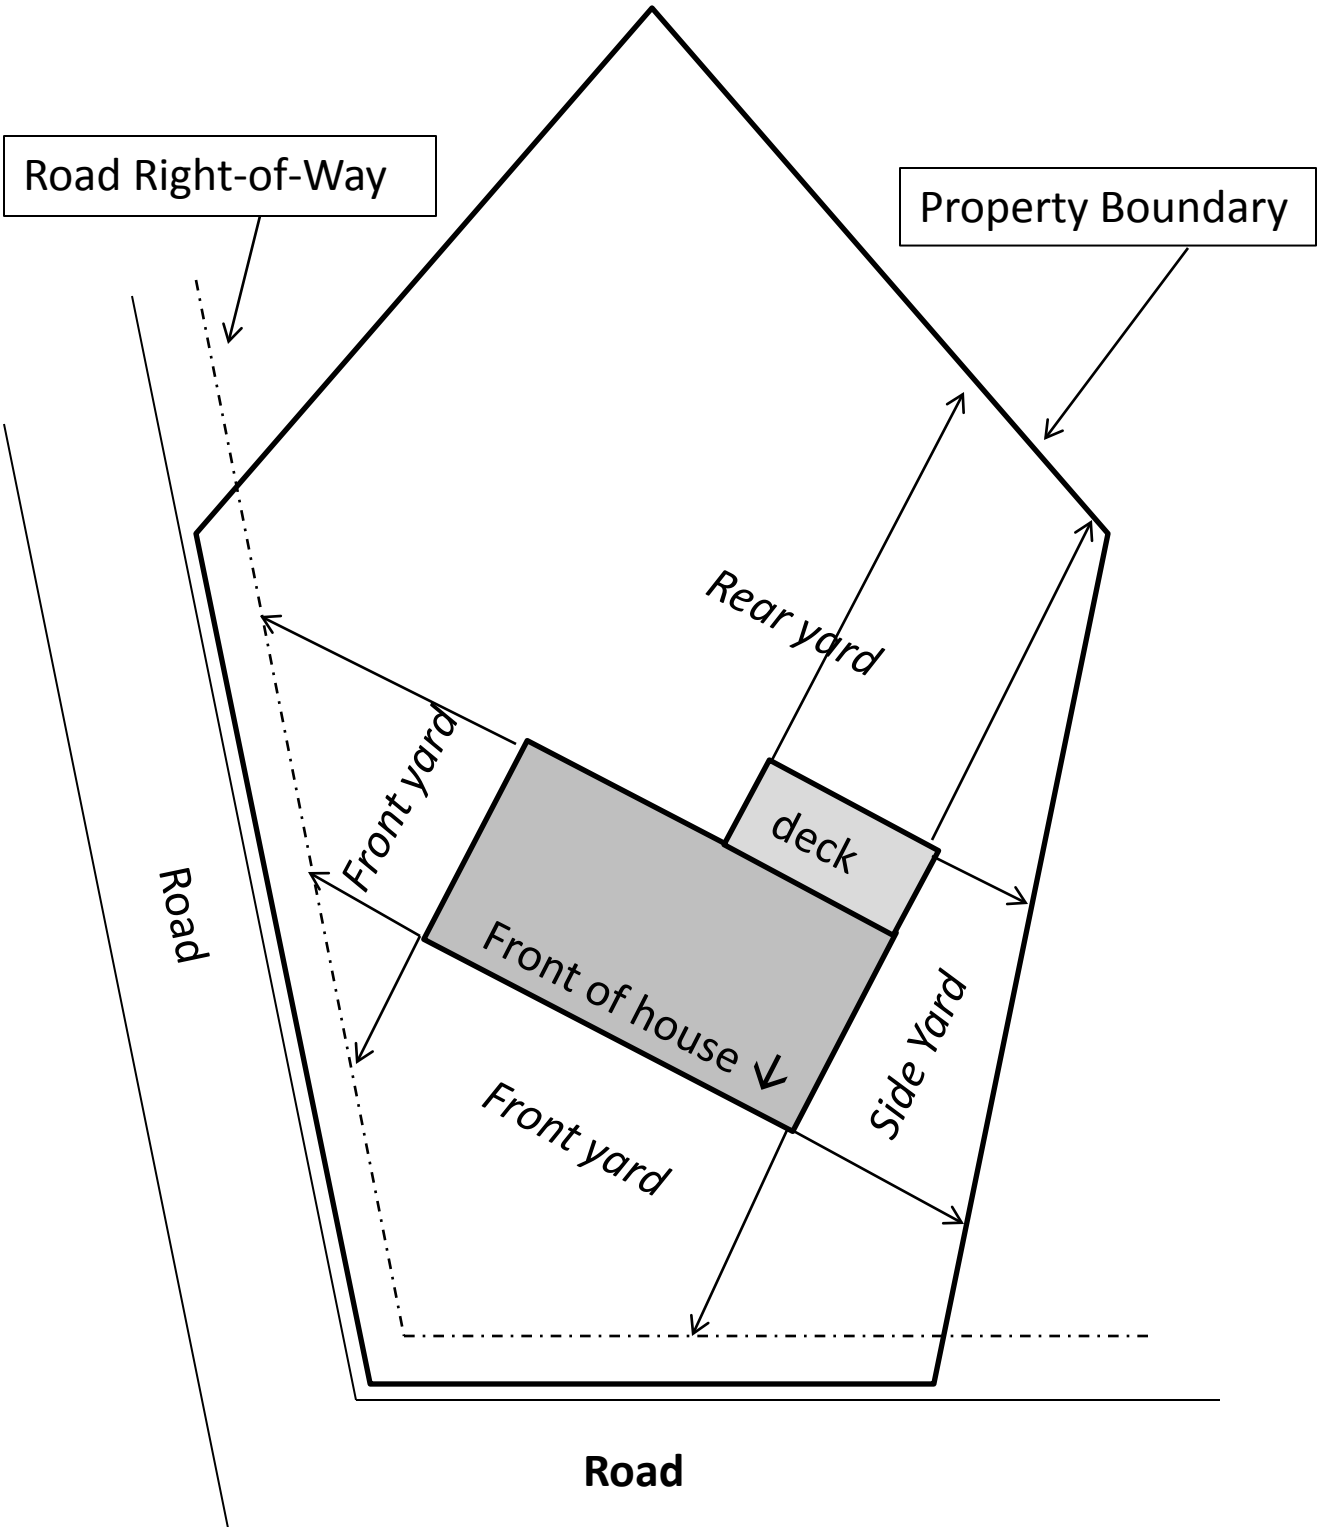 Road Right-of-Way
Property Boundary
Rear yard
Front yard
deck
Road
Front of house
Side Yard
Front yard
Road